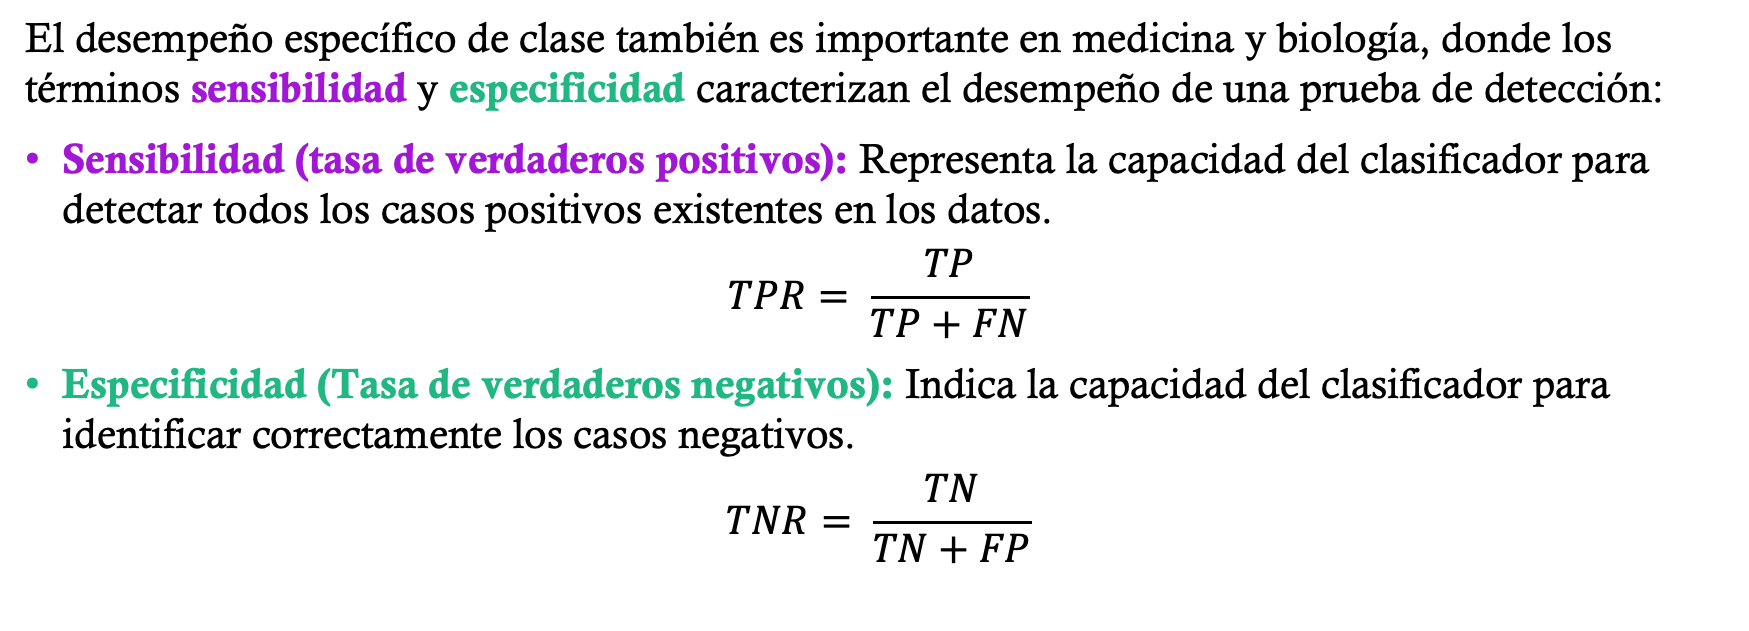 El desempeño específico de clase también es importante en medicina y biología, donde los
términos sensibilidad y especificidad caracterizan el desempeño de una prueba de detección:
• Sensibilidad (tasa de verdaderos positivos): Representa la capacidad del clasificador para
detectar todos los casos positivos existentes en los datos.
TPR = TP / TP + FN
• Especificidad (Tasa de verdaderos negativos): Indica la capacidad del clasificador para
identificar correctamente los casos negativos.
TNR = TN / TN + FP